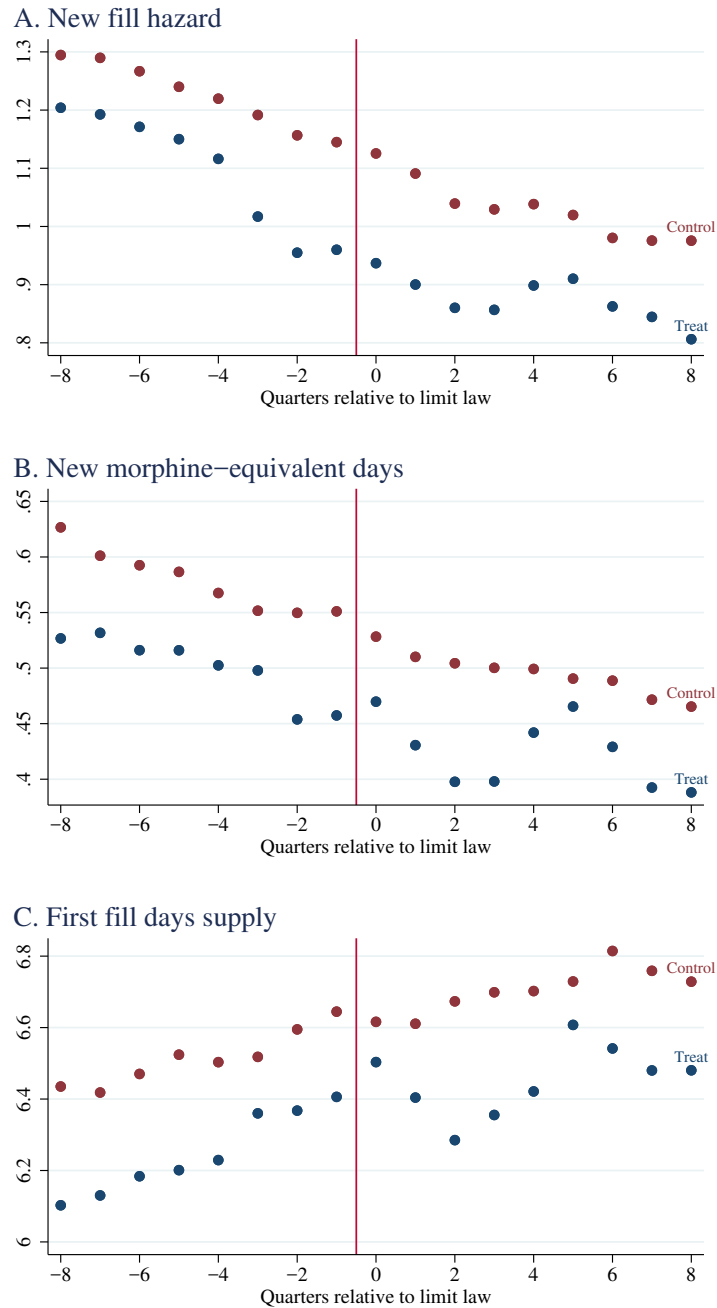 A. New fill hazard
1.3
1.2
1.1
1
.9
.8
Control
Treat
−8 −6 −4 −2 0 2 4 6 8
Quarters relative to limit law
B. New morphine−equivalent days
.65
.6
.55
.5
.45
.4
Control
Treat
−8 −6 −4 −2 0 2 4 6 8
Quarters relative to limit law
C. First fill days supply
6.8
6.6
6.4
6.2
6
Control
Treat
−8 −6 −4 −2 0 2 4 6 8
Quarters relative to limit law